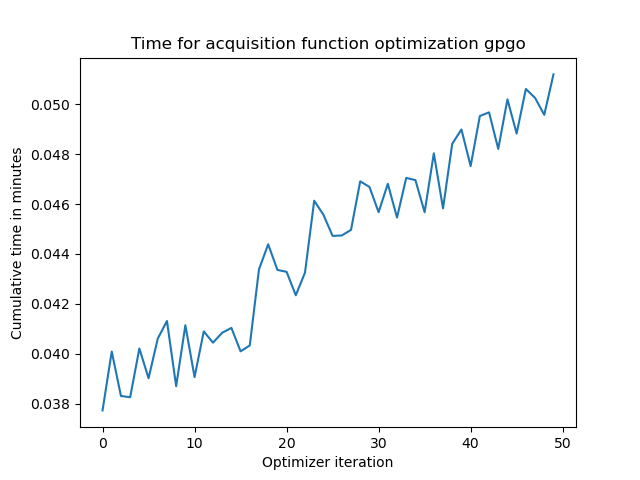 Time for acquisition function optimization gpgo
Cumulative time in minutes
0.050
0.048
0.046
0.044
0.042
0.040
0.038
0 10 20 30 40 50
Optimizer iteration